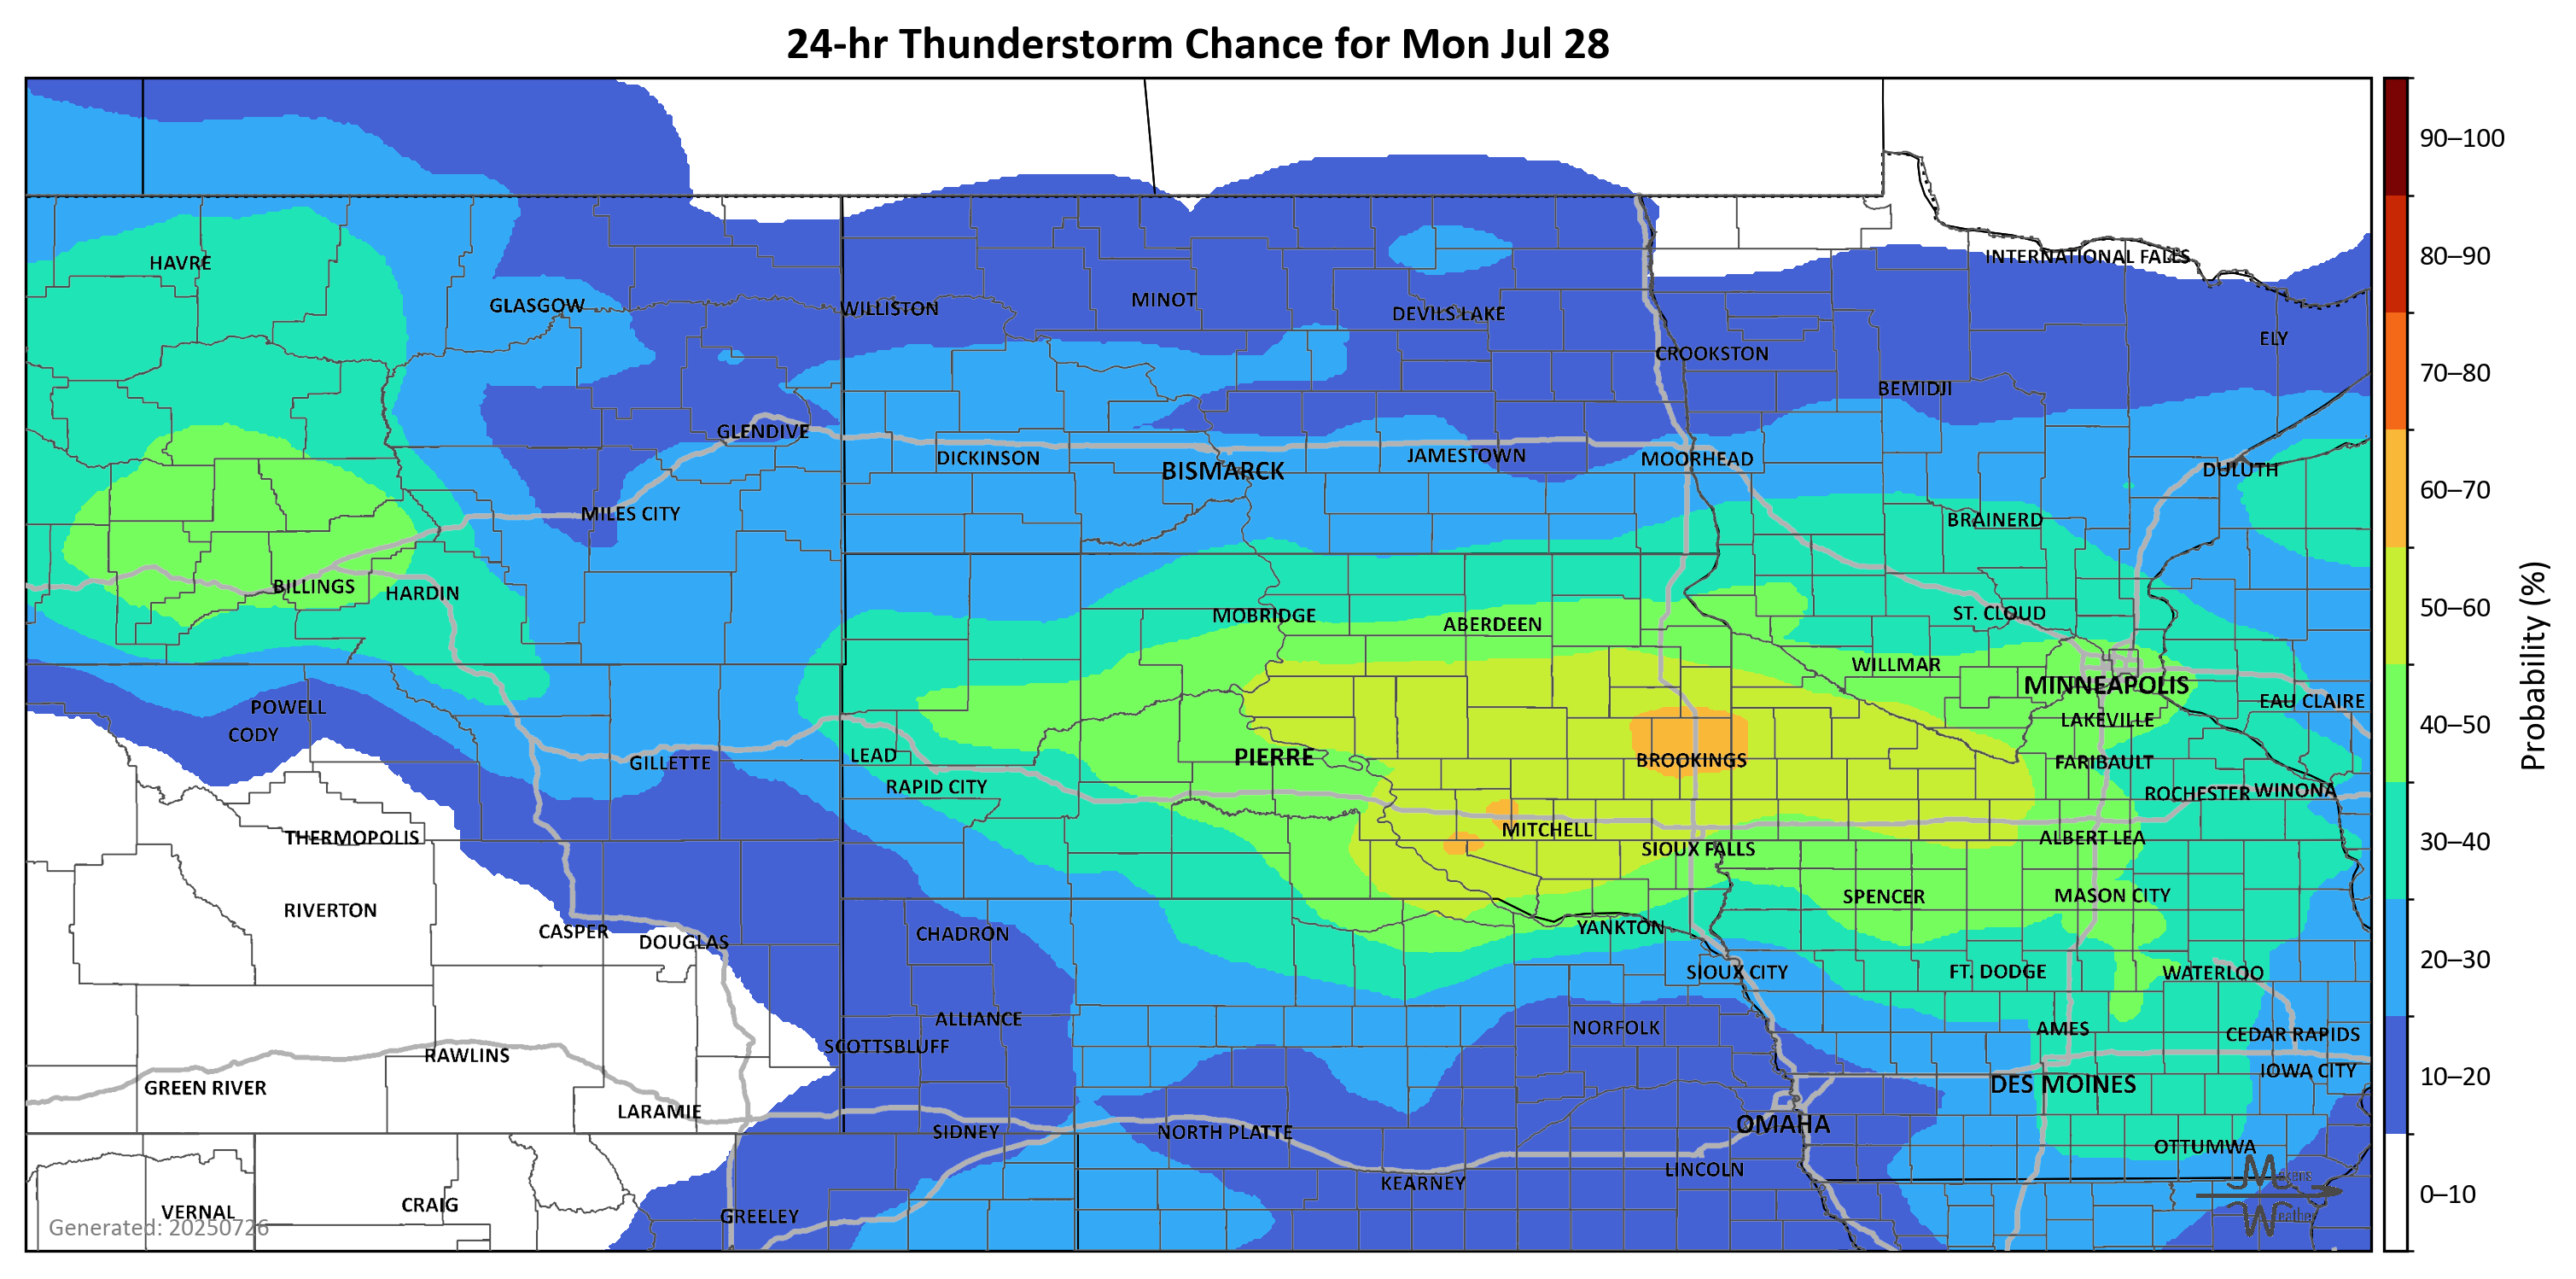 24-hr Thunderstorm Chance for Mon Jul 28
90–100
HAVRE
INTERNATIONAL FALLS
80–90
GLASGOW
WILLISTON
MINOT
DEVILS LAKE
ELY
CROOKSTON
70–80
BEMIDJI
GLENDIVE
DICKINSON
BISMARCK
JAMESTOWN
MOORHEAD
DULUTH
60–70
MILES CITY
BRAINERD
BILLINGS
HARDIN
MOBRIDGE
ABERDEEN
ST. CLOUD
50–60
WILLMAR
MINNEAPOLIS
POWELL
EAU CLAIRE
CODY
LAKEVILLE
40–50
Probability (%)
GILLETTE
LEAD
PIERRE
BROOKINGS
FARIBAULT
RAPID CITY
ROCHESTER
WINONA
THERMOPOLIS
MITCHELL
ALBERT LEA
30–40
SIOUX FALLS
RIVERTON
SPENCER
MASON CITY
CASPER
DOUGLAS
CHADRON
YANKTON
20–30
SIOUX CITY
FT. DODGE
WATERLOO
ALLIANCE
NORFOLK
AMES
CEDAR RAPIDS
SCOTTSBLUFF
RAWLINS
IOWA CITY
GREEN RIVER
DES MOINES
10–20
LARAMIE
SIDNEY
NORTH PLATTE
OMAHA
OTTUMWA
LINCOLN
KEARNEY
Makens
Weather
0–10
VERNAL
CRAIG
GREELEY
Generated: 20250726